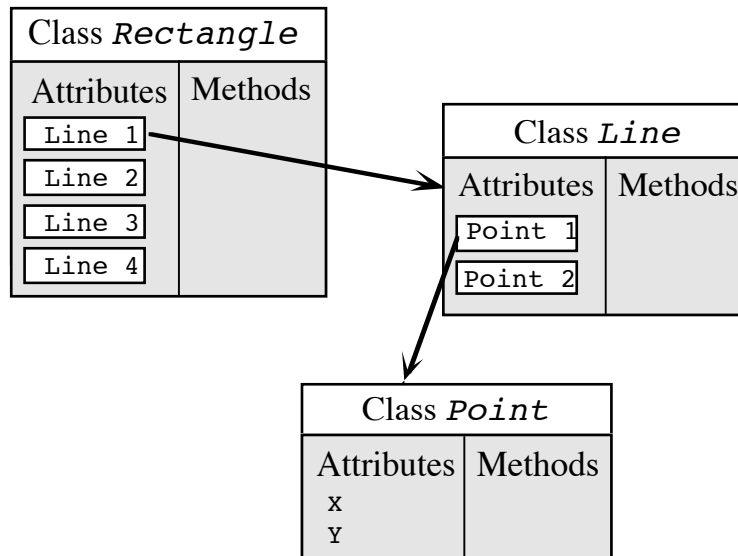 Class Rectangle
Attributes Methods
Line 1
Line 2
Line 3
Line 4
Class Line
Attributes Methods
Point 1
Point 2
Class Point
Attributes Methods
X
Y